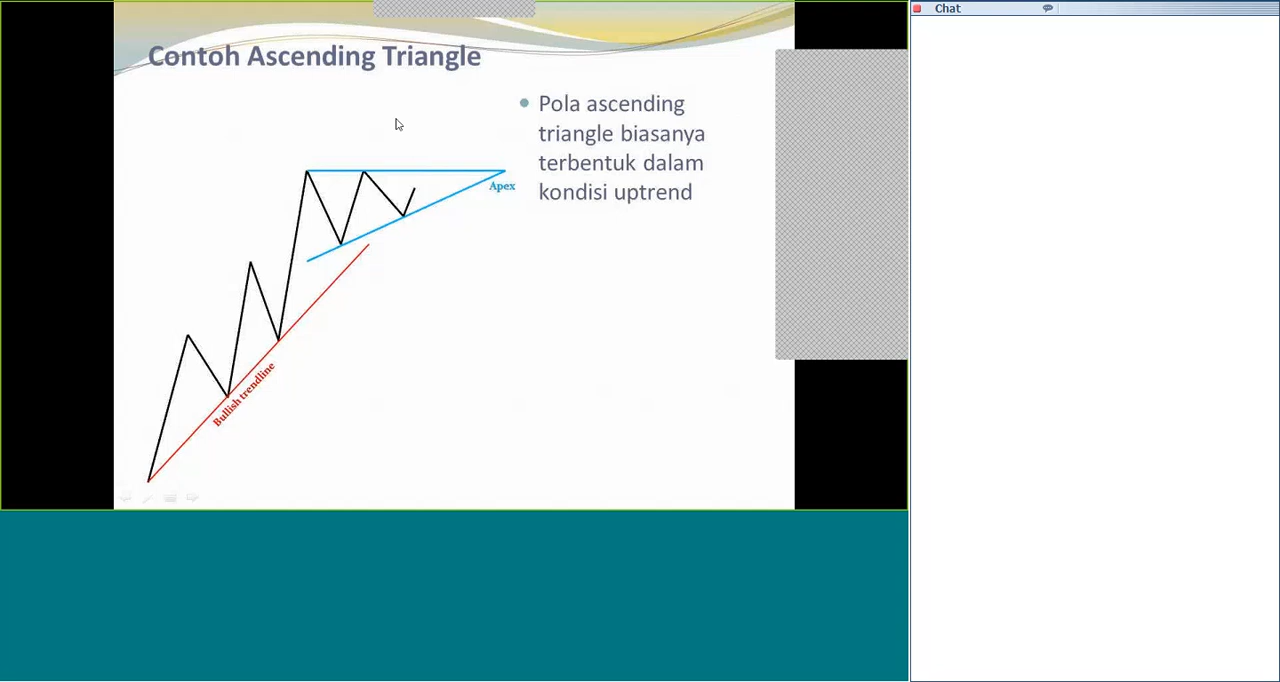 Chat
Contoh Ascending Triangle
Pola ascending
triangle biasanya
terbentuk dalam
kondisi uptrend
Apex
Bullish trendline